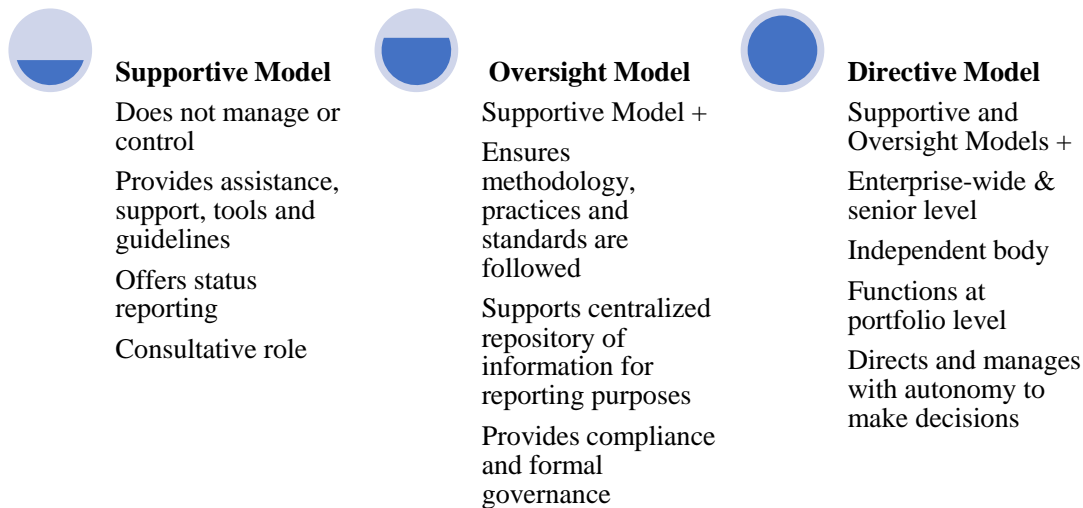 Supportive Model
Does not manage or
control
Provides assistance,
support, tools and
guidelines
Offers status
reporting
Consultative role
Oversight Model
Supportive Model +
Ensures
methodology,
practices and
standards are
followed
Supports centralized
repository of
information for
reporting purposes
Provides compliance
and formal
governance
Directive Model
Supportive and
Oversight Models +
Enterprise-wide &
senior level
Independent body
Functions at
portfolio level
Directs and manages
with autonomy to
make decisions